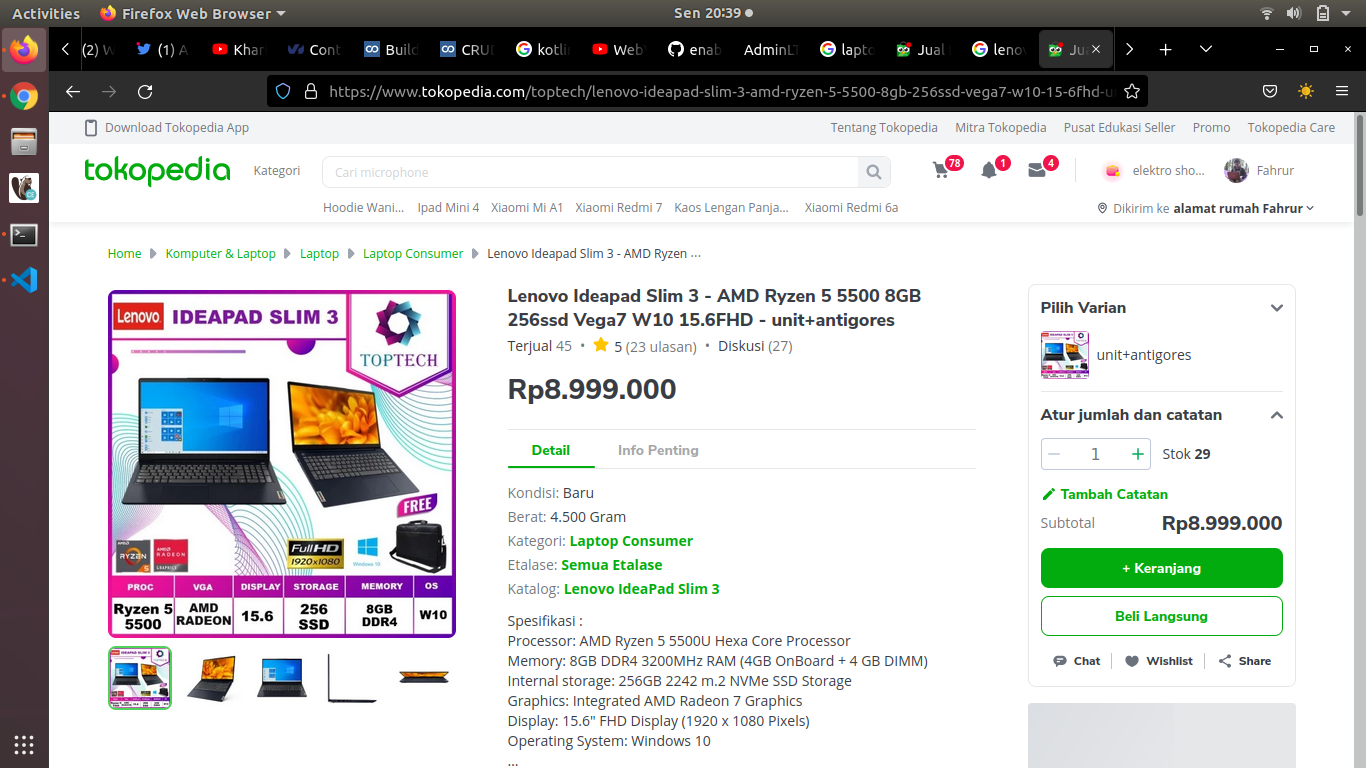 Activities
Firefox Web Browser
Sen 20:39
(2) W
(1) A
Khar
Cont
Build
CRUD
kotlin
Web
enab
AdminLT
lapto
Jual
lenov
Jua
https://www.tokopedia.com/toptech/lenovo-ideapad-slim-3-amd-ryzen-5-5500-8gb-256ssd-vega7-w10-15-6fhd-u
Download Tokopedia App
Tentang Tokopedia
Mitra Tokopedia
Pusat Edukasi Seller
Promo
Tokopedia Care
tokopedia
Kategori
Cari microphone
78
1
4
elektro sho...
Fahrur
Hoodie Wani...
Ipad Mini 4
Xiaomi Mi A1
Xiaomi Redmi 7
Kaos Lengan Panja...
Xiaomi Redmi 6a
Dikirim ke alamat rumah Fahrur
Home
Komputer & Laptop
Laptop
Laptop Consumer
Lenovo Ideapad Slim 3 - AMD Ryzen ...
Lenovo
IDEAPAD SLIM 3
TOPTECH
FREE
RYZEN
5
AMD
RADEON
GRAPHICS
FULL HD
1920x1080
Windows 10
PROC
VGA
DISPLAY
STORAGE
MEMORY
OS
Ryzen 5 5500
AMD RADEON
15.6
256 SSD
8GB DDR4
W10
Lenovo Ideapad Slim 3 - AMD Ryzen 5 5500 8GB
256ssd Vega7 W10 15.6FHD - unit+antigores
Terjual 45 • 5 (23 ulasan) • Diskusi (27)
Rp8.999.000
Detail
Info Penting
Kondisi: Baru
Berat: 4.500 Gram
Kategori: Laptop Consumer
Etalase: Semua Etalase
Katalog: Lenovo IdeaPad Slim 3
Spesifikasi :
Processor: AMD Ryzen 5 5500U Hexa Core Processor
Memory: 8GB DDR4 3200MHz RAM (4GB OnBoard + 4 GB DIMM)
Internal storage: 256GB 2242 m.2 NVMe SSD Storage
Graphics: Integrated AMD Radeon 7 Graphics
Display: 15.6" FHD Display (1920 x 1080 Pixels)
Operating System: Windows 10
...
Pilih Varian
unit+antigores
Atur jumlah dan catatan
1
Stok 29
Tambah Catatan
Subtotal
Rp8.999.000
+ Keranjang
Beli Langsung
Chat
Wishlist
Share